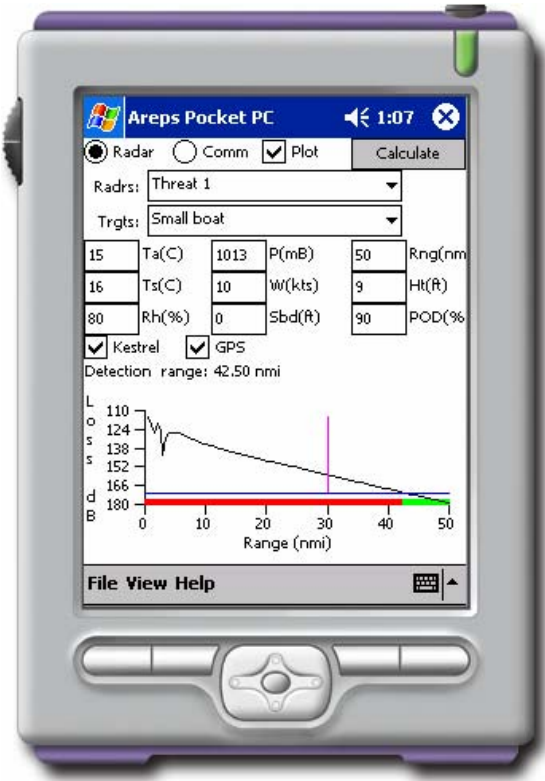 Areps Pocket PC 1:07
Radar Comm Plot Calculate
Radrs: Threat 1
Trgts: Small boat
15 Ta(C) 1013 P(mB) 50 Rng(nm
16 Ts(C) 10 W(kts) 9 Ht(ft)
80 Rh(%) 0 Sbd(ft) 90 POD(%
Kestrel GPS
Detection range: 42.50 nmi
Loss dB
110
124
138
152
166
180
0 10 20 30 40 50
Range (nmi)
File View Help